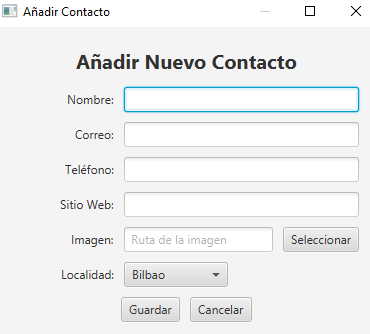 Añadir Contacto
Añadir Nuevo Contacto
Nombre:
Correo:
Teléfono:
Sitio Web:
Imagen: Ruta de la imagen Seleccionar
Localidad: Bilbao
Guardar Cancelar